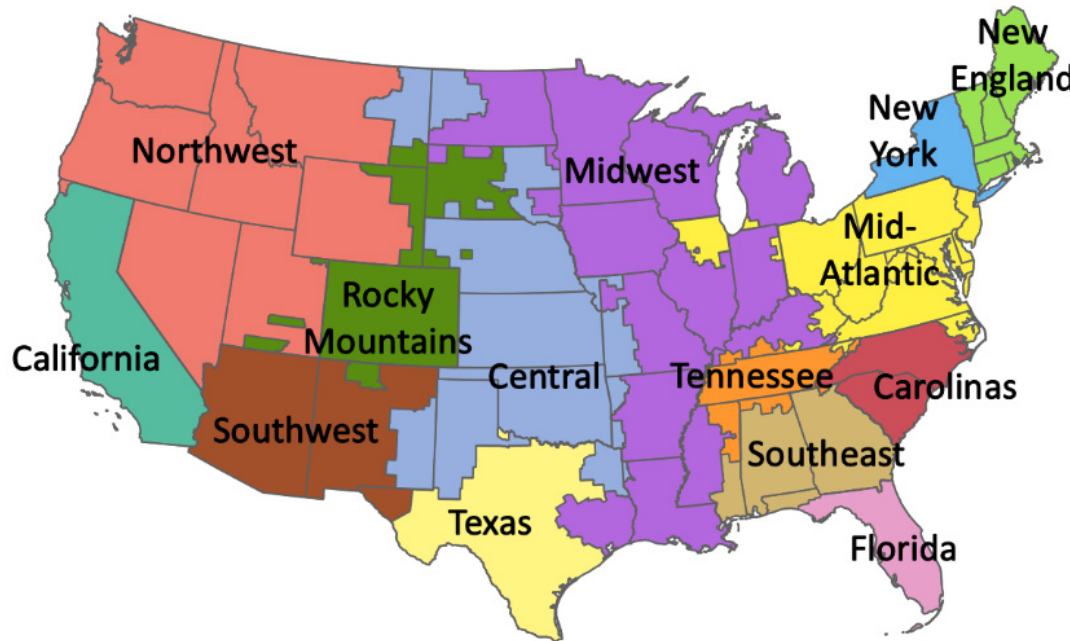 New
England
New
York
Northwest
Midwest
Mid-
Atlantic
Rocky
Mountains
California
Central
Tennessee
Carolinas
Southwest
Southeast
Texas
Florida